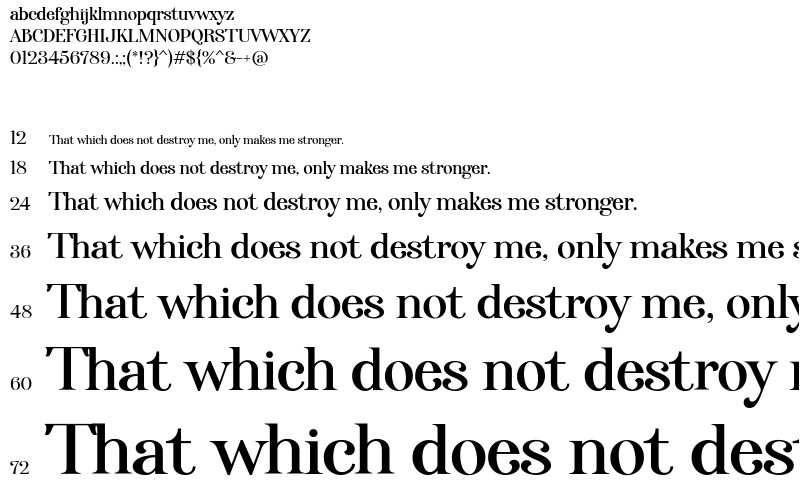 abcdefghijklmnopqrstuvwxyz
ABCDEFGHIJKLMNOPQRSTUVWXYZ
0123456789.:,;(*!?}^)#${%^&-+@
12 That which does not destroy me, only makes me stronger.
18 That which does not destroy me, only makes me stronger.
24 That which does not destroy me, only makes me stronger.
36 That which does not destroy me, only makes me s
48 That which does not destroy me, only
60 That which does not destroy
72 That which does not des